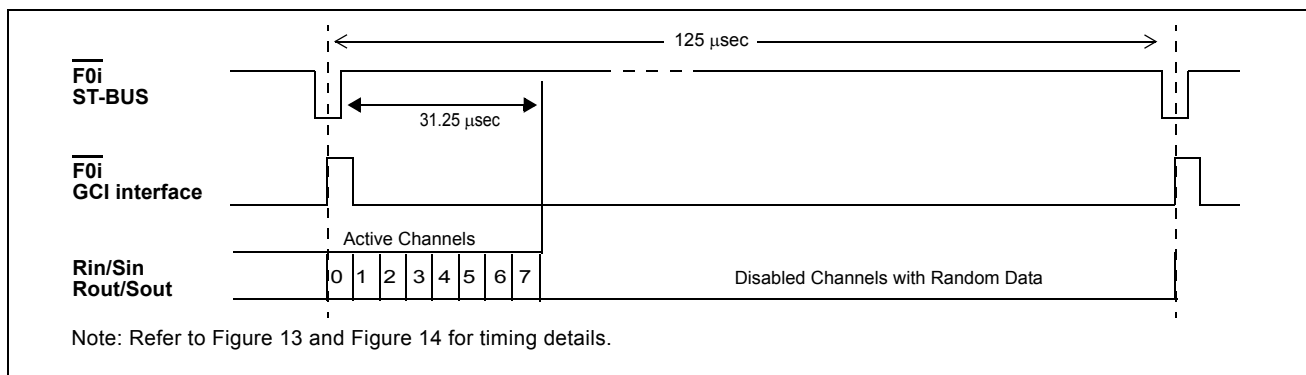 125 μsec
F0i
ST-BUS
31.25 μsec
F0i
GCI interface
Active Channels
Rin/Sin
Rout/Sout
0 1 2 3 4 5 6 7
Disabled Channels with Random Data
Note: Refer to Figure 13 and Figure 14 for timing details.